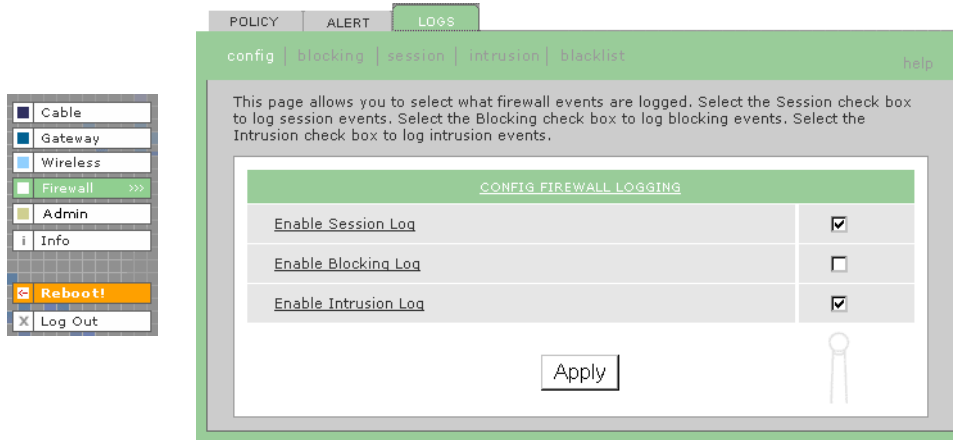 POLICY ALERT LOGS
config | blocking | session | intrusion | blacklist
help
Cable
Gateway
Wireless
Firewall >>>
Admin
i Info
Reboot!
X Log Out
This page allows you to select what firewall events are logged. Select the Session check box
to log session events. Select the Blocking check box to log blocking events. Select the
Intrusion check box to log intrusion events.
CONFIG FIREWALL LOGGING
Enable Session Log
Enable Blocking Log
Enable Intrusion Log
Apply